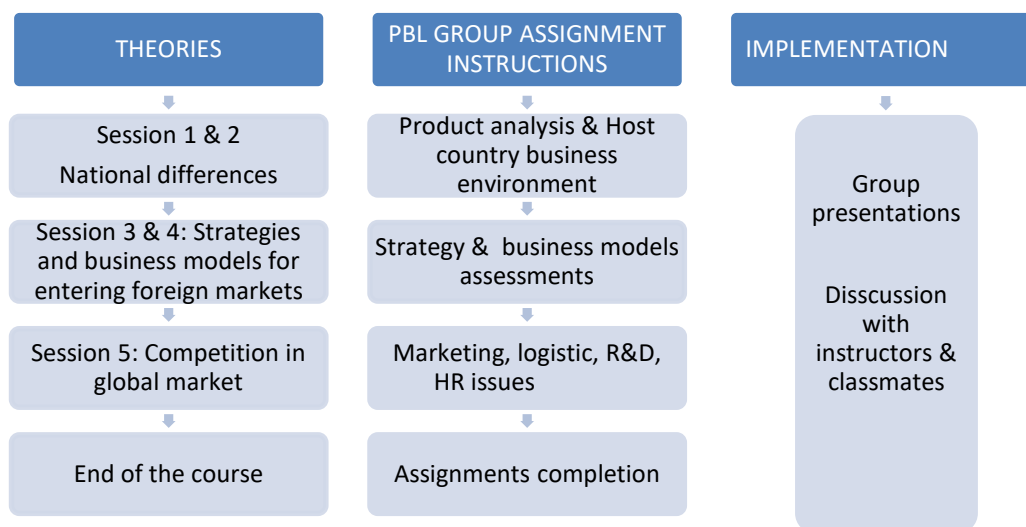 THEORIES
Session 1 & 2
National differences
Session 3 & 4: Strategies
and business models for
entering foreign markets
Session 5: Competition in
global market
End of the course
PBL GROUP ASSIGNMENT
INSTRUCTIONS
Product analysis & Host
country business
environment
Strategy & business models
assessments
Marketing, logistic, R&D,
HR issues
Assignments completion
IMPLEMENTATION
Group
presentations
Disscussion
with
instructors &
classmates